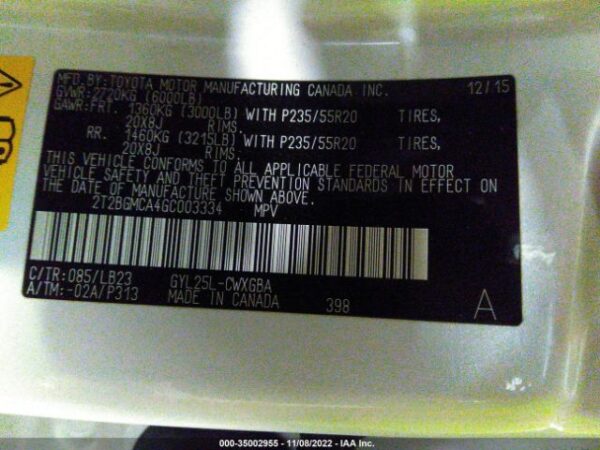 MFD.BY:TOYOTA MOTOR MANUFACTURING CANADA INC. 12/15
GVWR:2720KG (6000LB)
GAWR:FRT. 1360KG (3000LB) WITH P235/55R20 TIRES,
20X8J RIMS.
RR. 1460KG (3215LB) WITH P235/55R20 TIRES,
20X8J RIMS.
THIS VEHICLE CONFORMS TO ALL APPLICABLE FEDERAL MOTOR
VEHICLE SAFETY AND THEFT PREVENTION STANDARDS IN EFFECT ON
THE DATE OF MANUFACTURE SHOWN ABOVE.
2T2BGMCA4GC003334 MPV
C/TR:085/LB23 GYL25L-CWXGBA
A/TM:-02A/P313 MADE IN CANADA 398 A
000-35002955 - 11/08/2022 - IAA Inc.